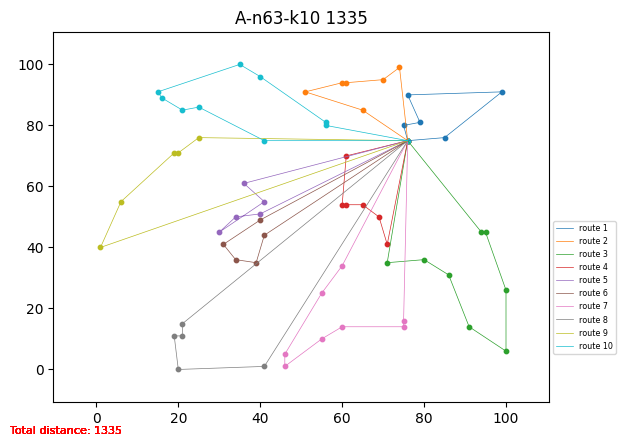 A-n63-k10 1335
100
80
60
40
20
0
0 20 40 60 80 100
route 1
route 2
route 3
route 4
route 5
route 6
route 7
route 8
route 9
route 10
Total distance: 1335